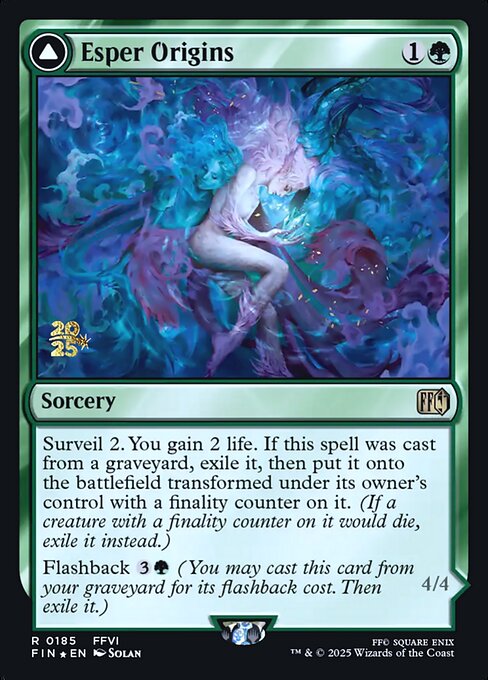 Esper Origins
1
20
25
Sorcery
FF
Surveil 2. You gain 2 life. If this spell was cast
from a graveyard, exile it, then put it onto
the battlefield transformed under its owner's
control with a finality counter on it. (If a
creature with a finality counter on it would die,
exile it instead.)
Flashback 3 (You may cast this card from
your graveyard for its flashback cost. Then
exile it.)
4/4
R 0185 FFVI
FIN ★ EN SOLAN
FF© SQUARE ENIX
™ & © 2025 Wizards of the Coast